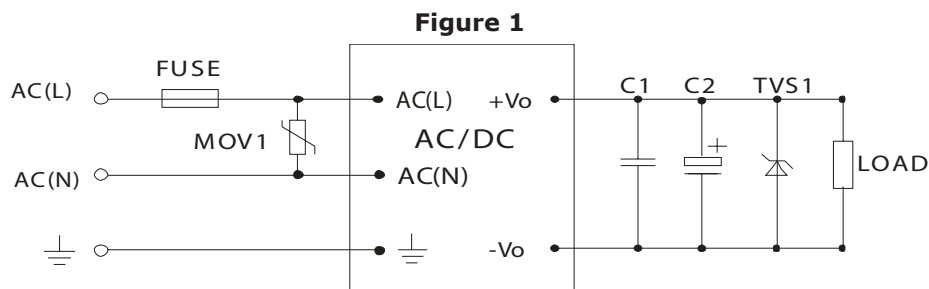 Figure 1
FUSE
AC(L)
MOV1
AC(N)
AC(L)
AC/DC
AC(N)
+Vo
-Vo
C1
C2
TVS1
+
LOAD